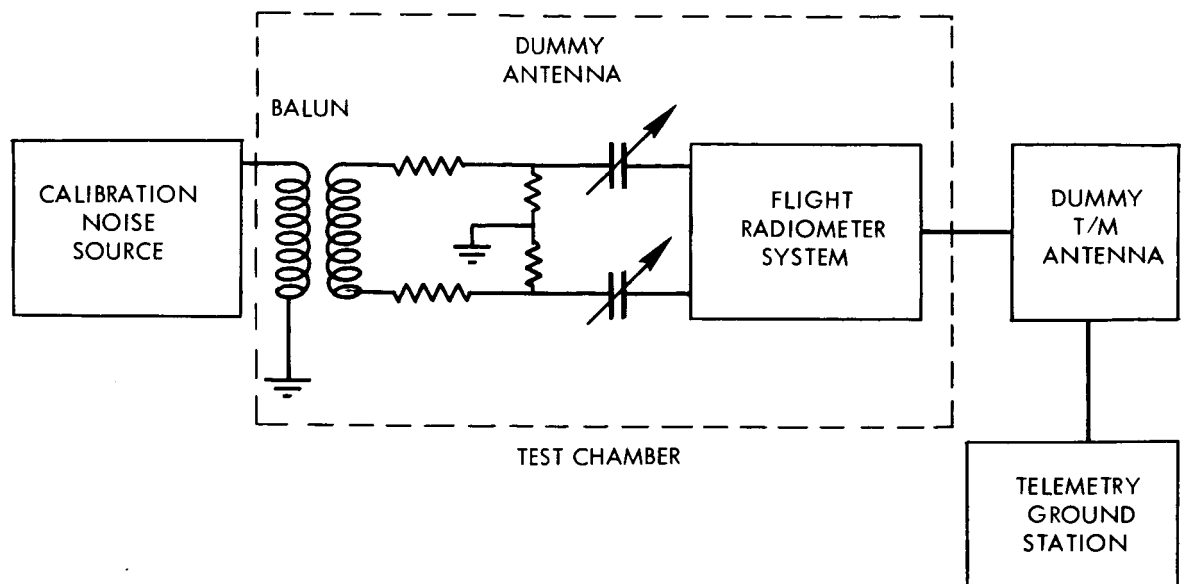 DUMMY
ANTENNA
BALUN
CALIBRATION
NOISE
SOURCE
FLIGHT
RADIOMETER
SYSTEM
DUMMY
T/M
ANTENNA
TEST CHAMBER
TELEMETRY
GROUND
STATION